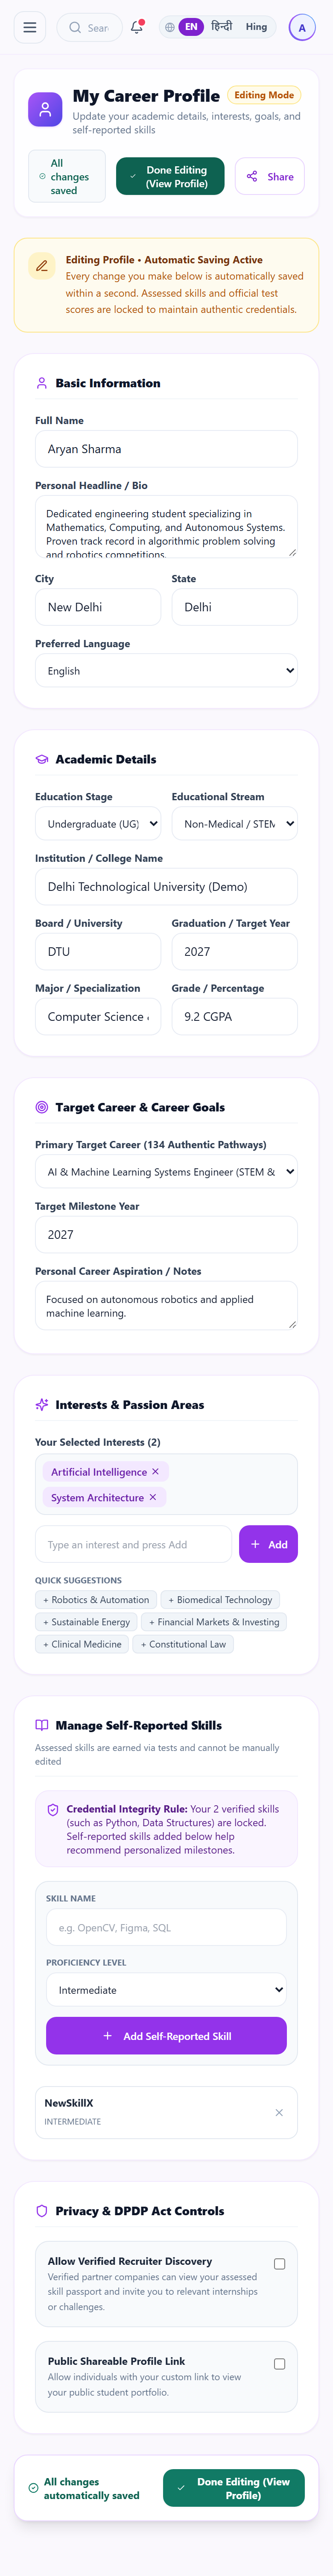 Sear
EN हिन्दी Hing
A
My Career Profile Editing Mode
Update your academic details, interests, goals, and
self-reported skills
All
changes
saved
Done Editing
(View Profile)
Share
Editing Profile • Automatic Saving Active
Every change you make below is automatically saved
within a second. Assessed skills and official test
scores are locked to maintain authentic credentials.
Basic Information
Full Name
Aryan Sharma
Personal Headline / Bio
Dedicated engineering student specializing in
Mathematics, Computing, and Autonomous Systems.
Proven track record in algorithmic problem solving
and robotics competitions.
City State
New Delhi Delhi
Preferred Language
English
Academic Details
Education Stage Educational Stream
Undergraduate (UG) Non-Medical / STEM
Institution / College Name
Delhi Technological University (Demo)
Board / University Graduation / Target Year
DTU 2027
Major / Specialization Grade / Percentage
Computer Science 9.2 CGPA
Target Career & Career Goals
Primary Target Career (134 Authentic Pathways)
AI & Machine Learning Systems Engineer (STEM &
Target Milestone Year
2027
Personal Career Aspiration / Notes
Focused on autonomous robotics and applied
machine learning.
Interests & Passion Areas
Your Selected Interests (2)
Artificial Intelligence ×
System Architecture ×
Type an interest and press Add + Add
QUICK SUGGESTIONS
+ Robotics & Automation + Biomedical Technology
+ Sustainable Energy + Financial Markets & Investing
+ Clinical Medicine + Constitutional Law
Manage Self-Reported Skills
Assessed skills are earned via tests and cannot be manually
edited
Credential Integrity Rule: Your 2 verified skills
(such as Python, Data Structures) are locked.
Self-reported skills added below help
recommend personalized milestones.
SKILL NAME
e.g. OpenCV, Figma, SQL
PROFICIENCY LEVEL
Intermediate
+ Add Self-Reported Skill
NewSkillX
INTERMEDIATE
×
Privacy & DPDP Act Controls
Allow Verified Recruiter Discovery
Verified partner companies can view your assessed
skill passport and invite you to relevant internships
or challenges.
Public Shareable Profile Link
Allow individuals with your custom link to view
your public student portfolio.
All changes
automatically saved
Done Editing (View
Profile)